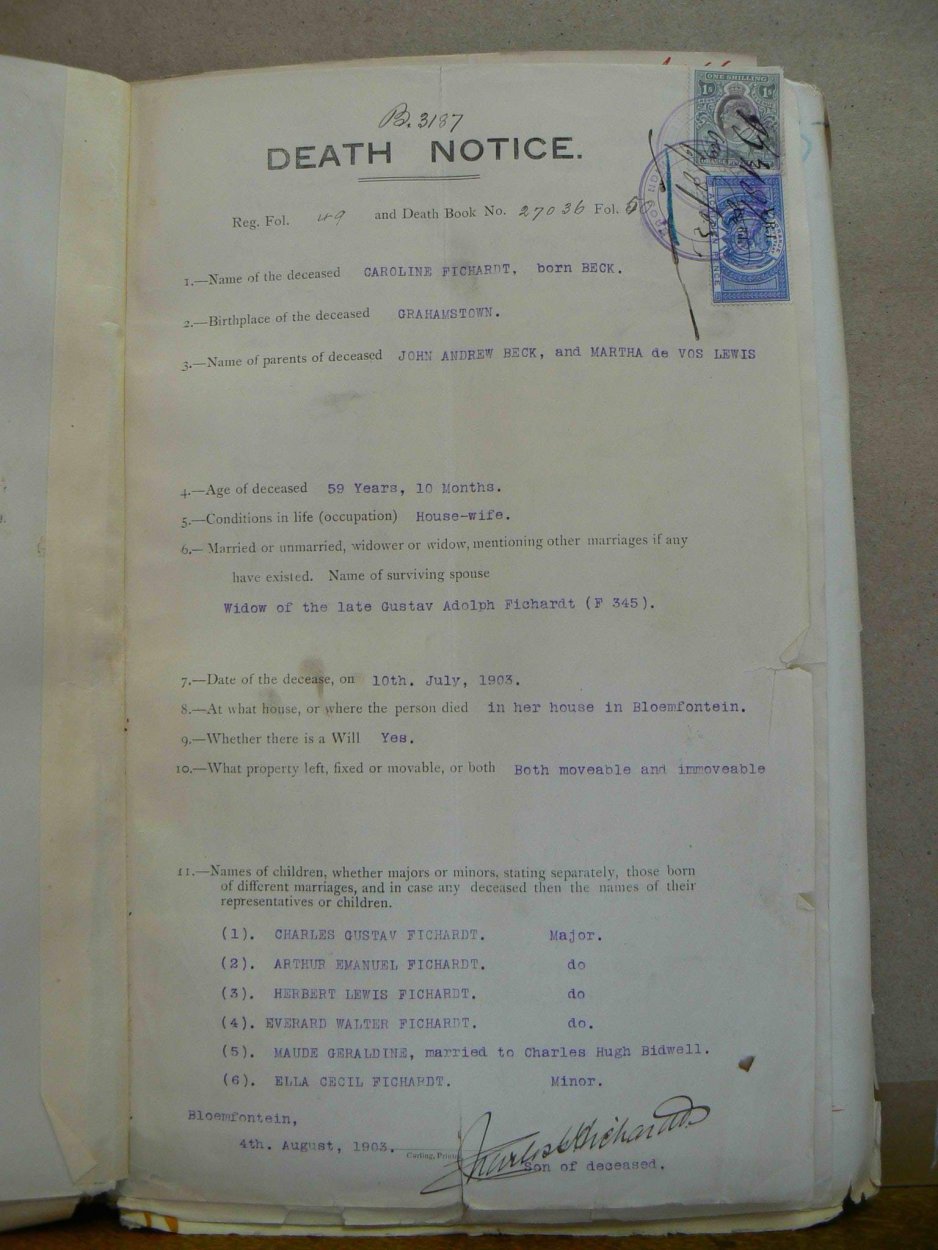 B. 3187
DEATH NOTICE.
Reg. Fol. 49 and Death Book No. 27036 Fol.
1.—Name of the deceased CAROLINE FICHARDT, born BECK.
2.—Birthplace of the deceased GRAHAMSTOWN.
3.—Name of parents of deceased JOHN ANDREW BECK, and MARTHA de VOS LEWIS
4.—Age of deceased 59 Years, 10 Months.
5.—Conditions in life (occupation) House-wife.
6.—Married or unmarried, widower or widow, mentioning other marriages if any
have existed. Name of surviving spouse
Widow of the late Gustav Adolph Fichardt (F 345).
7.—Date of the decease, on 10th. July, 1903.
8.—At what house, or where the person died in her house in Bloemfontein.
9.—Whether there is a Will Yes.
10.—What property left, fixed or movable, or both Both moveable and immoveable
11.—Names of children, whether majors or minors, stating separately, those born
of different marriages, and in case any deceased then the names of their
representatives or children.
(1). CHARLES GUSTAV FICHARDT. Major.
(2). ARTHUR EMANUEL FICHARDT. do
(3). HERBERT LEWIS FICHARDT. do
(4). EVERARD WALTER FICHARDT. do.
(5). MAUDE GERALDINE, married to Charles Hugh Bidwell.
(6). ELLA CECIL FICHARDT. Minor.
Bloemfontein,
4th. August, 1903.
Curling,
Charles G Fichardt
Son of deceased.
ONE SHILLING
1s 1s